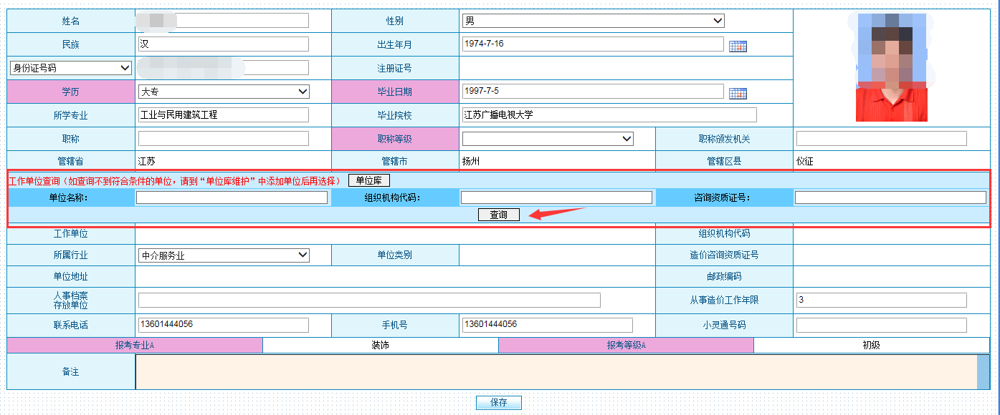 姓名 性别 男
民族 汉 出生年月 1974-7-16
身份证号码 注册证号
学历 大专 毕业日期 1997-7-5
所学专业 工业与民用建筑工程 毕业院校 江苏广播电视大学
职称 职称等级 职称颁发机关
管辖省 江苏 管辖市 扬州 管辖区县 仪征
工作单位查询（如查询不到符合条件的单位，请到“单位库维护”中添加单位后再选择） 单位库
单位名称： 组织机构代码： 咨询资质证号：
查询
工作单位 组织机构代码
所属行业 中介服务业 单位类别 造价咨询资质证号
单位地址 邮政编码
人事档案
存放单位 从事造价工作年限 3
联系电话 13601444056 手机号 13601444056 小灵通号码
报考专业A 装饰 报考等级A 初级
备注
保存